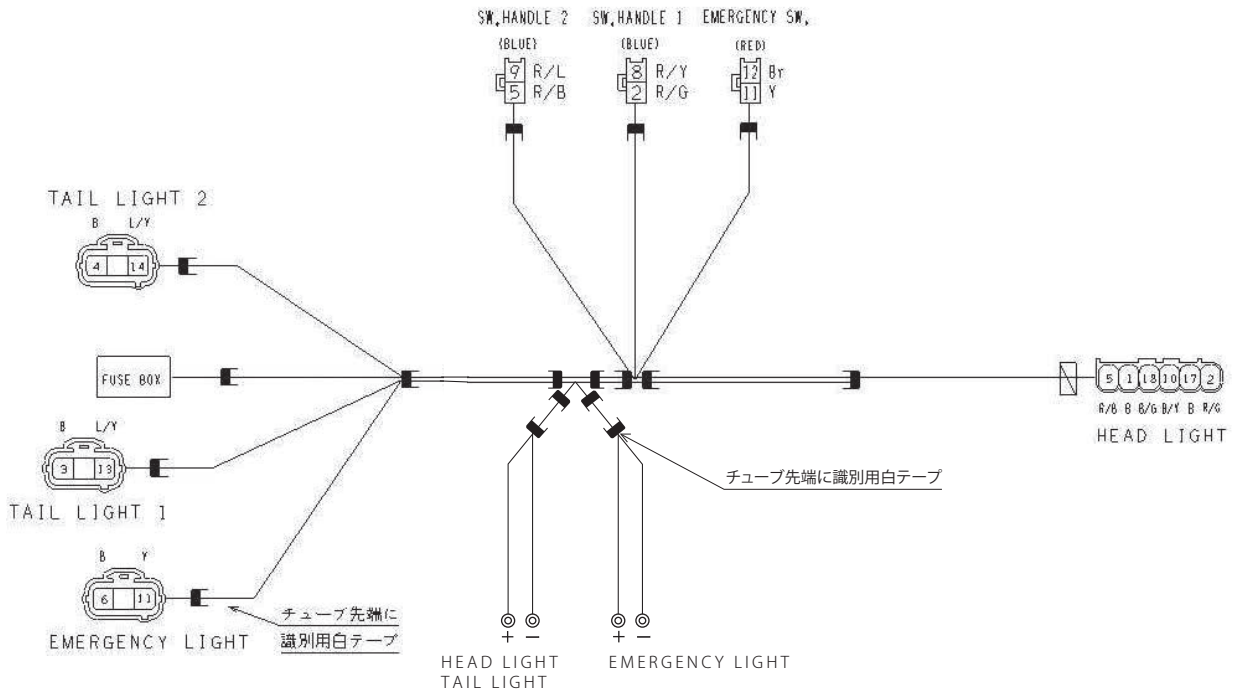 SW,HANDLE 2 SW,HANDLE 1 EMERGENCY SW,
(BLUE) (BLUE) (RED)
9 R/L 8 R/Y 12 Br
5 R/B 2 R/G 11 Y
TAIL LIGHT 2
B L/Y
4 14
FUSE BOX
5 1 18 10 17 2
R/B B B/G B/Y B R/G
HEAD LIGHT
B L/Y
3 13
TAIL LIGHT 1
チューブ先端に識別用白テープ
B Y
6 11
EMERGENCY LIGHT
チューブ先端に
識別用白テープ
+ − + −
HEAD LIGHT EMERGENCY LIGHT
TAIL LIGHT